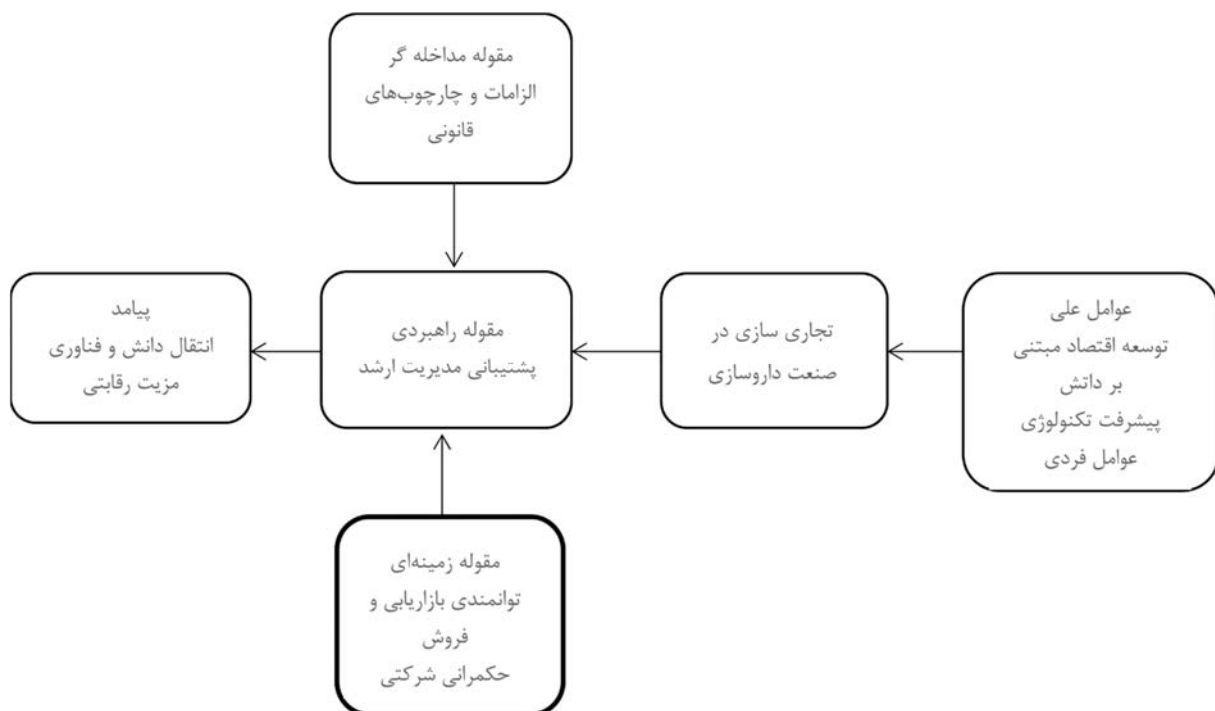 مقوله مداخله گر
الزامات و چارچوب‌های
قانونی
عوامل علی
توسعه اقتصاد مبتنی
بر داتش
پیشرفت تکنولوژی
عوامل فردی
تجاری سازی در
صنعت داروسازی
مقوله راهبردی
پشتیبانی مدیریت ارشد
پیامد
انتقال دانش و فناوری
مزیت رقابتی
مقوله زمینه‌ای
توانمندی بازاریابی و
فروش
حکمرانی شرکتی